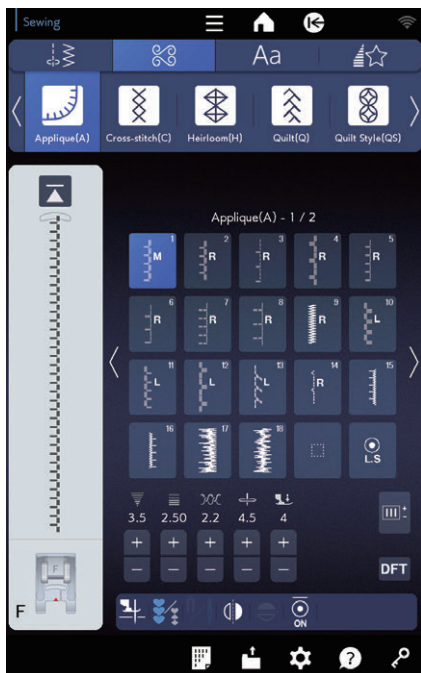 Sewing
Aa
Applique(A) Cross-stitch(C) Heirloom(H) Quilt(Q) Quilt Style(QS)
Applique(A) - 1 / 2
1 M 2 R 3 R 4 R 5 R
6 R 7 R 8 R 9 R 10 L
11 L 12 L 13 L 14 R 15
16 17 18 L.S
3.5 2.50 2.2 4.5 4
+ + + + +
− − − − −
DFT
F
F
ON
?